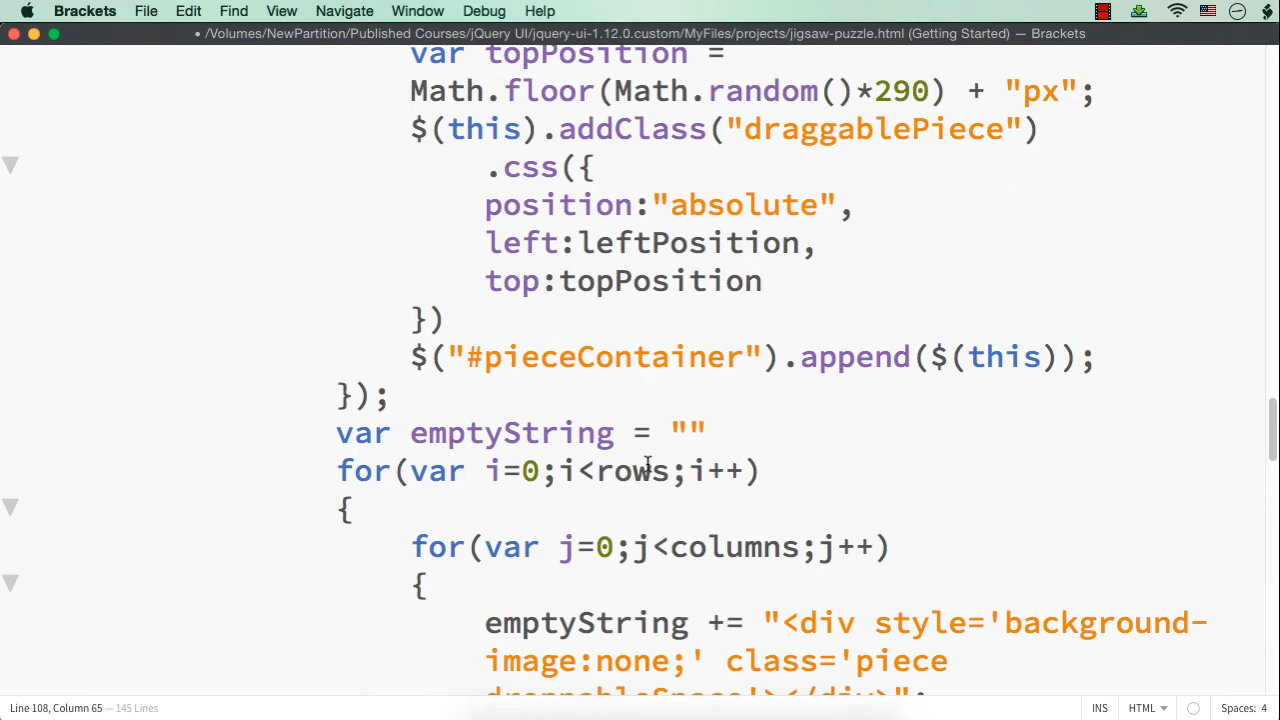 Brackets File Edit Find View Navigate Window Debug Help
/Volumes/NewPartition/Published Courses/jQuery UI/jquery-ui-1.12.0.custom/MyFiles/projects/jigsaw-puzzle.html (Getting Started) — Brackets
var topPosition =
Math.floor(Math.random()*290) + "px";
$(this).addClass("draggablePiece")
.css({
position:"absolute",
left:leftPosition,
top:topPosition
})
$("#pieceContainer").append($(this));
});
var emptyString = ""
for(var i=0;i<rows;i++)
{
for(var j=0;j<columns;j++)
{
emptyString += "<div style='background-
image:none;' class='piece
droppableSpace'></div>";
Line 108, Column 65 — 145 Lines
INS HTML Spaces: 4